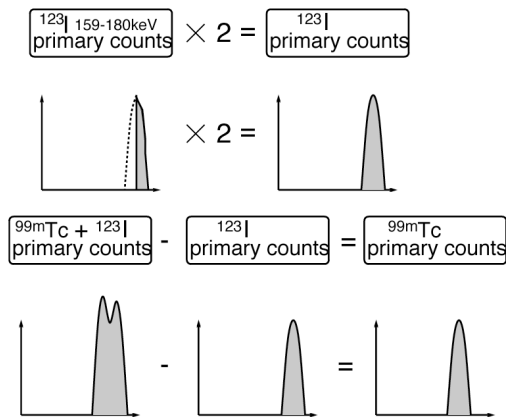 ¹²³I 159-180keV × 2 = ¹²³I
primary counts primary counts
× 2 =
⁹⁹ᵐTc + ¹²³I - ¹²³I = ⁹⁹ᵐTc
primary counts primary counts primary counts
- =